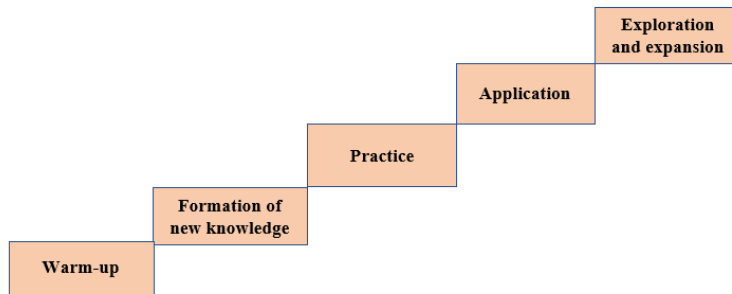 Exploration
and expansion
Application
Practice
Formation of
new knowledge
Warm-up